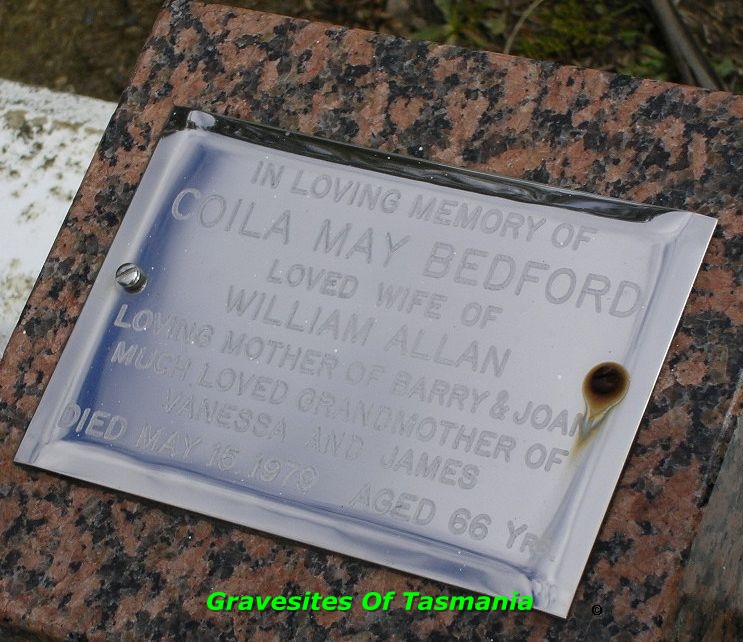 IN LOVING MEMORY OF
COILA MAY BEDFORD
LOVED WIFE OF
WILLIAM ALLAN
LOVING MOTHER OF BARRY & JOAN
MUCH LOVED GRANDMOTHER OF
VANESSA AND JAMES
DIED MAY 15 1979 AGED 66 YRS.
Gravesites Of Tasmania
©